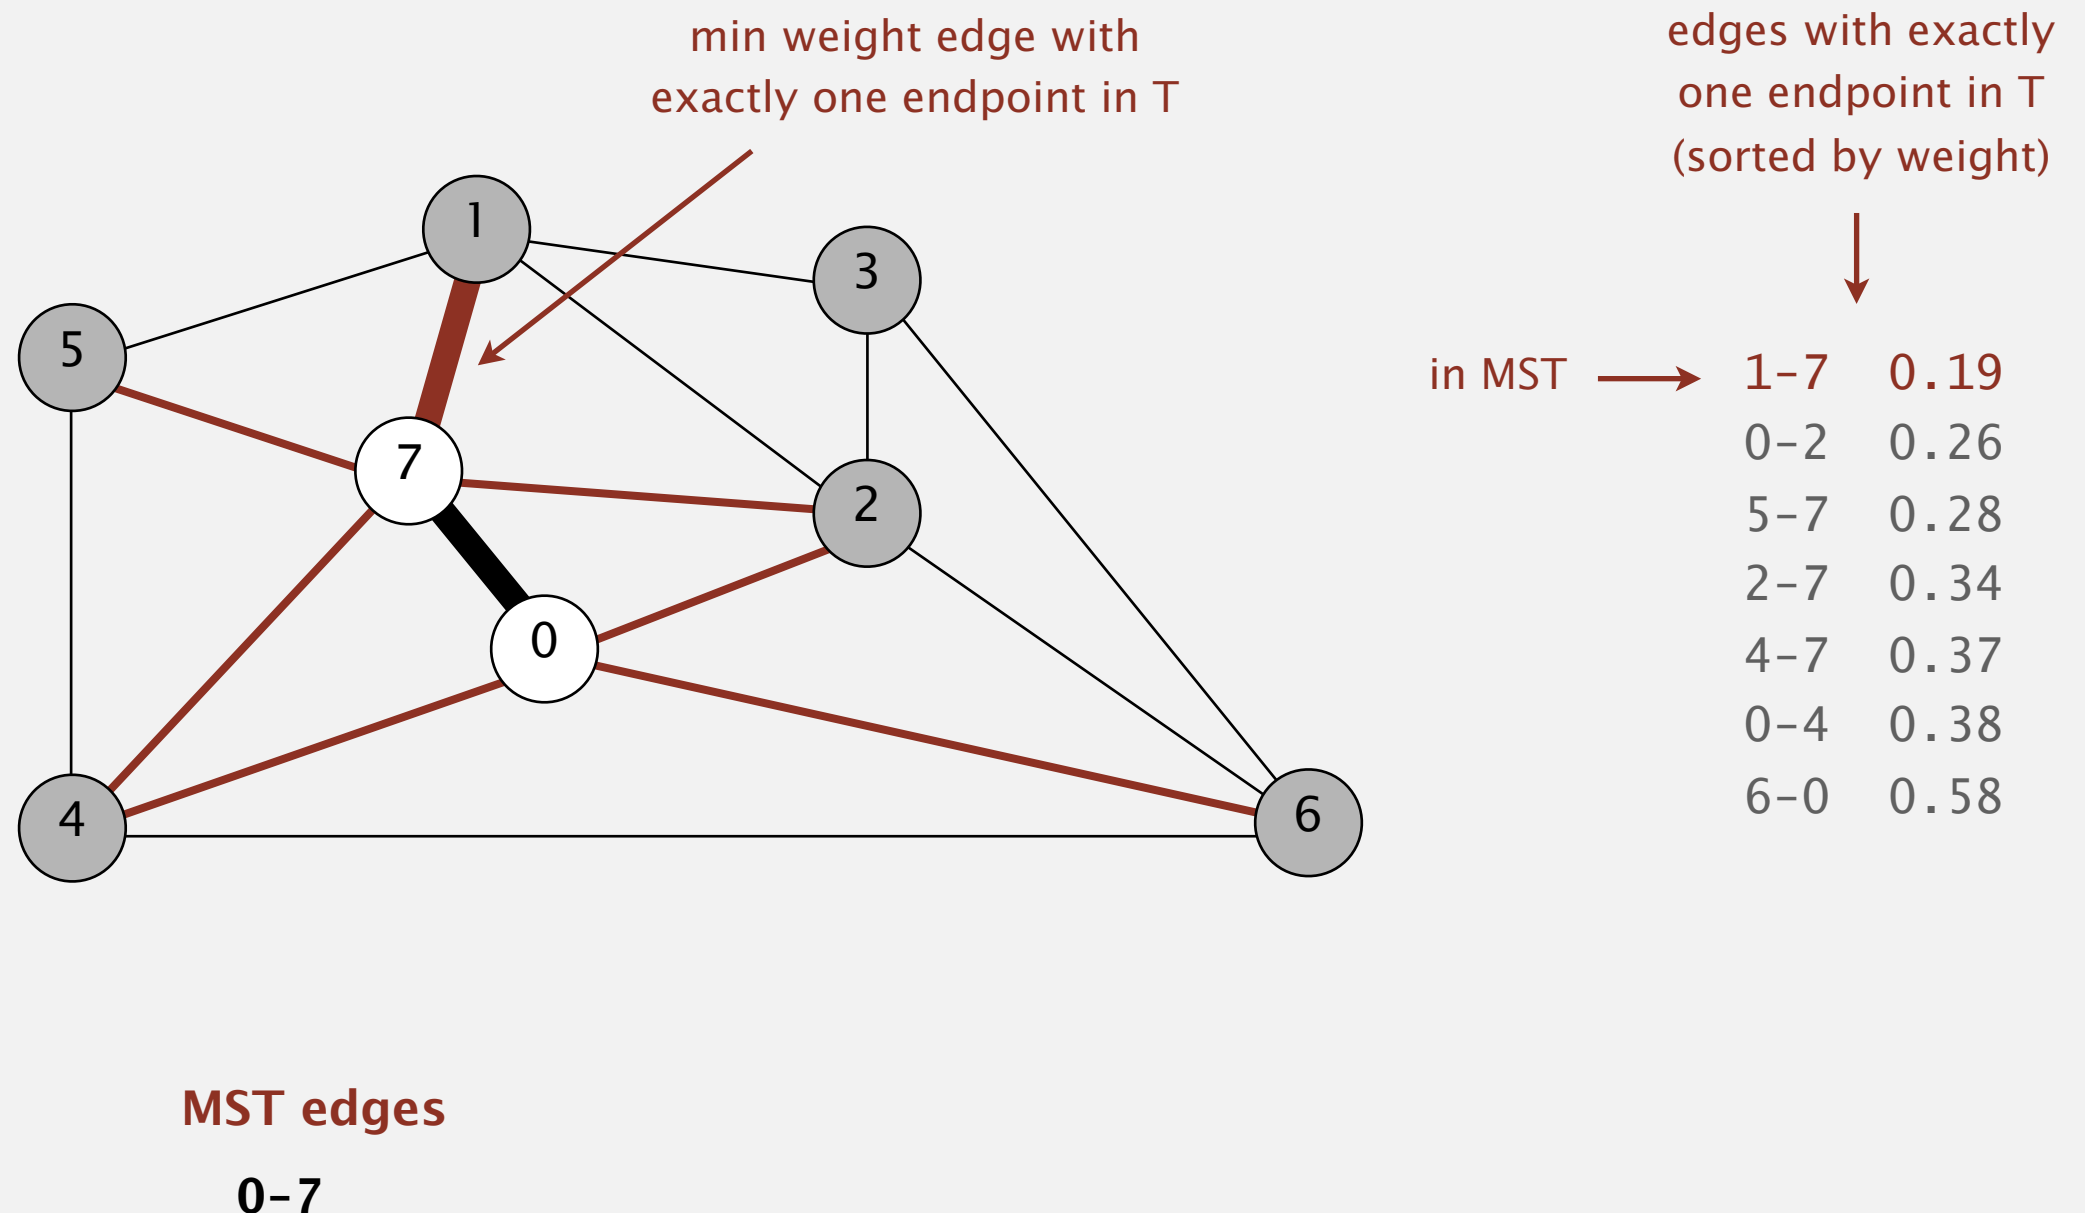 min weight edge with
exactly one endpoint in T
edges with exactly
one endpoint in T
(sorted by weight)
1
3
5
7
2
0
4
6
in MST
1-7 0.19
0-2 0.26
5-7 0.28
2-7 0.34
4-7 0.37
0-4 0.38
6-0 0.58
MST edges
0-7